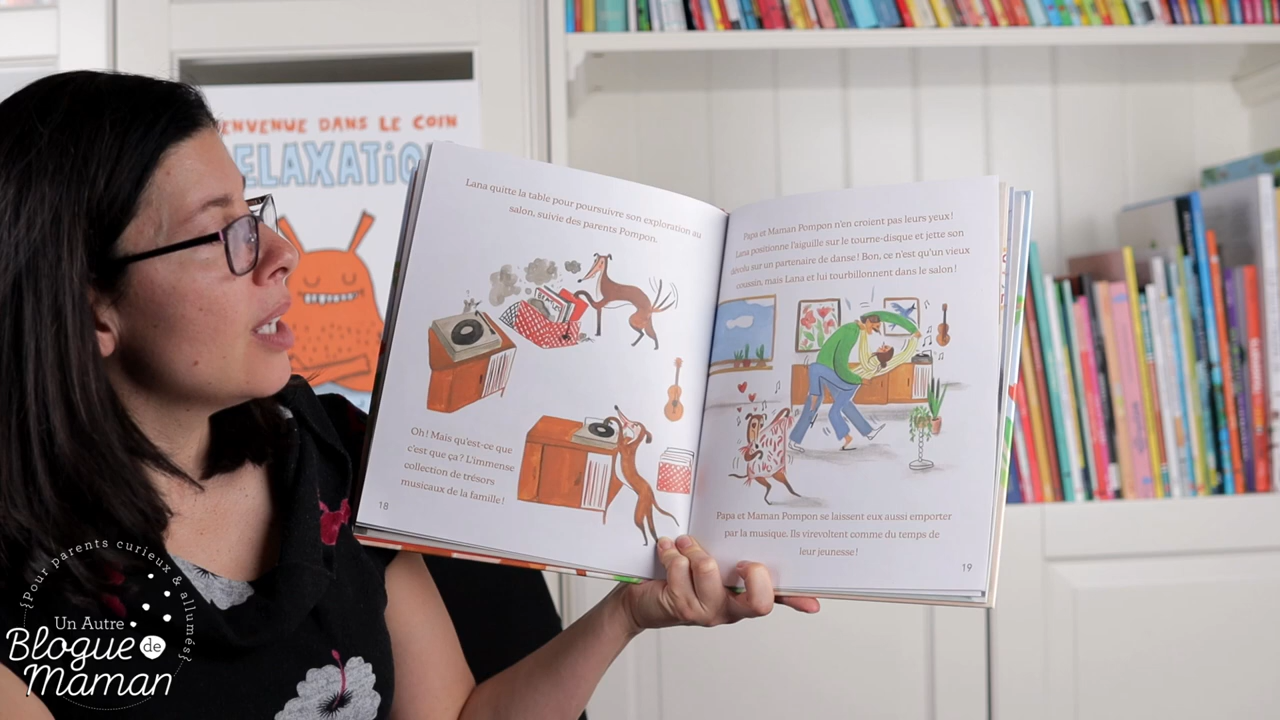 ENVENUE DANS LE COIN
ELAXATiO
Lana quitte la table pour poursuivre son exploration au
salon, suivie des parents Pompon.
Oh! Mais qu'est-ce que
c'est que ça? L'immense
collection de trésors
musicaux de la famille!
18
Papa et Maman Pompon n'en croient pas leurs yeux!
Lana positionne l'aiguille sur le tourne-disque et jette son
dévolu sur un partenaire de danse! Bon, ce n'est qu'un vieux
coussin, mais Lana et lui tourbillonnent dans le salon!
Papa et Maman Pompon se laissent eux aussi emporter
par la musique. Ils virevoltent comme du temps de
leur jeunesse!
19
{Pour parents curieux & allumés}
Un Autre
Blogue de
Maman